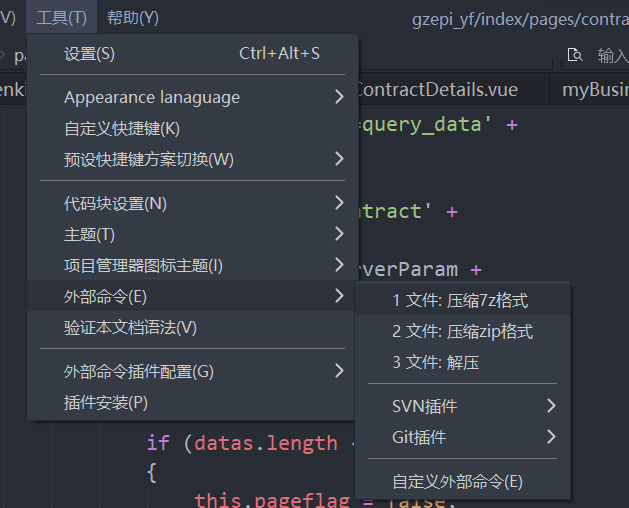 V) 工具(T) 帮助(Y) gzepi_yf/index/pages/contra
设置(S) Ctrl+Alt+S
输入
Appearance lanaguage
ContractDetails.vue myBusin
自定义快捷键(K)
=query_data' +
预设快捷键方案切换(W)
代码块设置(N)
ntract' +
主题(T)
项目管理器图标主题(I)
rverParam +
外部命令(E)
1 文件: 压缩7z格式
验证本文档语法(V)
2 文件: 压缩zip格式
3 文件: 解压
外部命令插件配置(G)
插件安装(P)
SVN插件
Git插件
if (datas.length <
{
自定义外部命令(E)
this.pageflag = false;